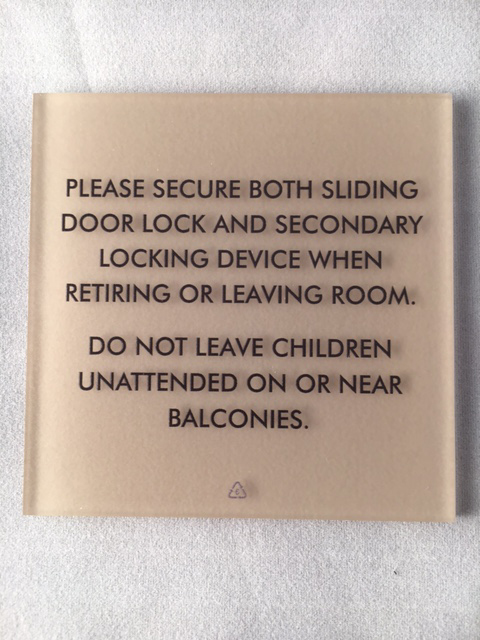 PLEASE SECURE BOTH SLIDING
DOOR LOCK AND SECONDARY
LOCKING DEVICE WHEN
RETIRING OR LEAVING ROOM.
DO NOT LEAVE CHILDREN
UNATTENDED ON OR NEAR
BALCONIES.